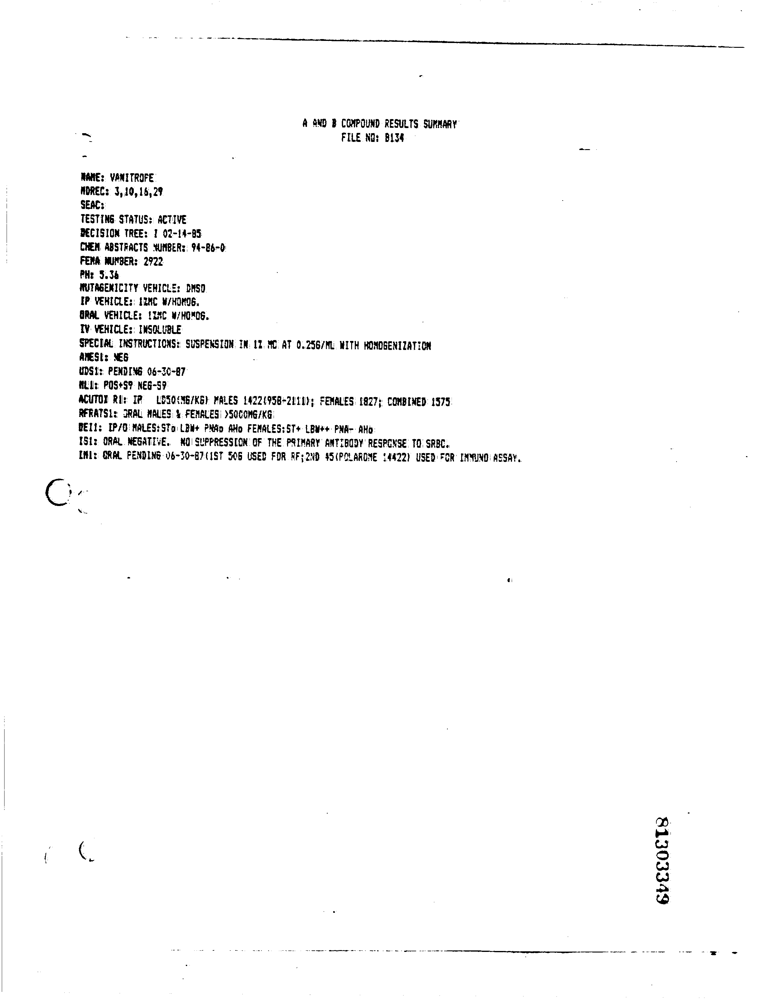 A AND B COMPOUND RESULTS SUMMARY
FILE NO: B134
NAME: VANITROPE
MDREC: 3,10,16,29
SEAC:
TESTING STATUS: ACTIVE
DECISION TREE: I 02-14-85
CHEM ABSTRACTS NUMBER: 94-86-0
FEMA NUMBER: 2922
PH: 5.36
MUTAGENICITY VEHICLE: DMSO
IP VEHICLE: 1%MC W/HOMOG.
ORAL VEHICLE: 1%MC W/HOMOG.
IV VEHICLE: INSOLUBLE
SPECIAL INSTRUCTIONS: SUSPENSION IN 1% MC AT 0.25G/ML WITH HOMOGENIZATION
AMES1: NEG
UDS1: PENDING 06-30-87
ML1: POS+S9 NEG-S9
ACUTOX R1: IP LD50(MG/KG) MALES 1422(958-2111); FEMALES 1827; COMBINED 1575
RFRATS1: ORAL MALES & FEMALES >5000MG/KG
BEI1: IP/O MALES:STo LBW+ PNAo AHo FEMALES:ST+ LBW++ PNA- AHo
IS1: ORAL NEGATIVE. NO SUPPRESSION OF THE PRIMARY ANTIBODY RESPONSE TO SRBC.
IM1: ORAL PENDING 06-30-87(1ST 50G USED FOR RF;2ND 45(POLAROME 14422) USED FOR IMMUNO ASSAY.
81303349